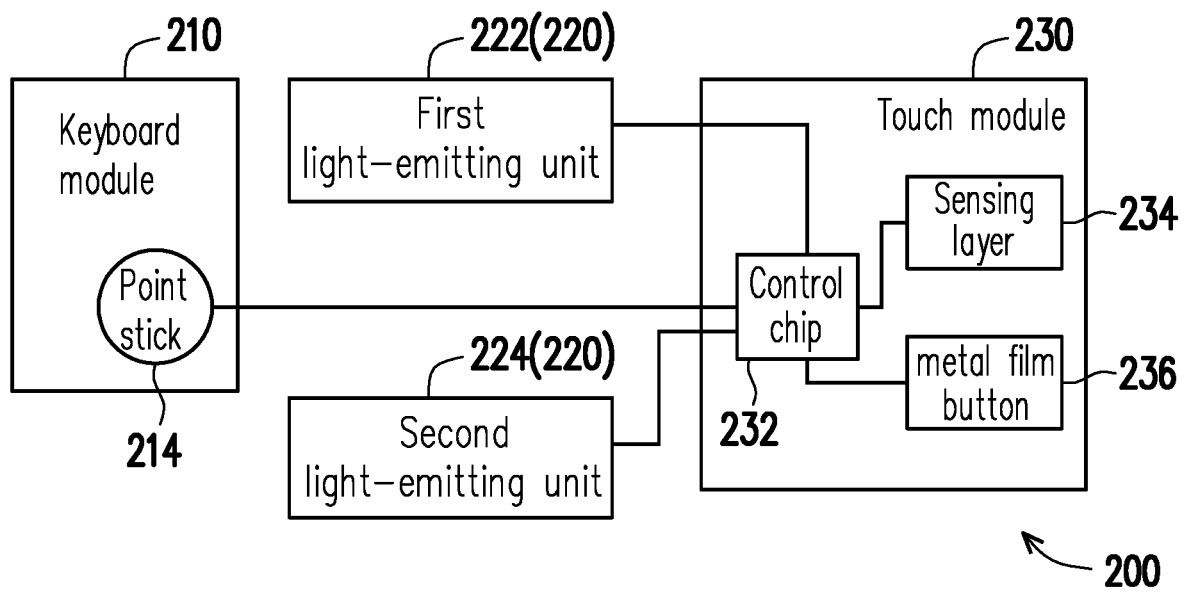 210
222(220)
230
Keyboard
module
First
light-emitting unit
Touch module
Sensing
layer
234
Point
stick
Control
chip
224(220)
metal film
button
236
214
Second
light-emitting unit
232
200